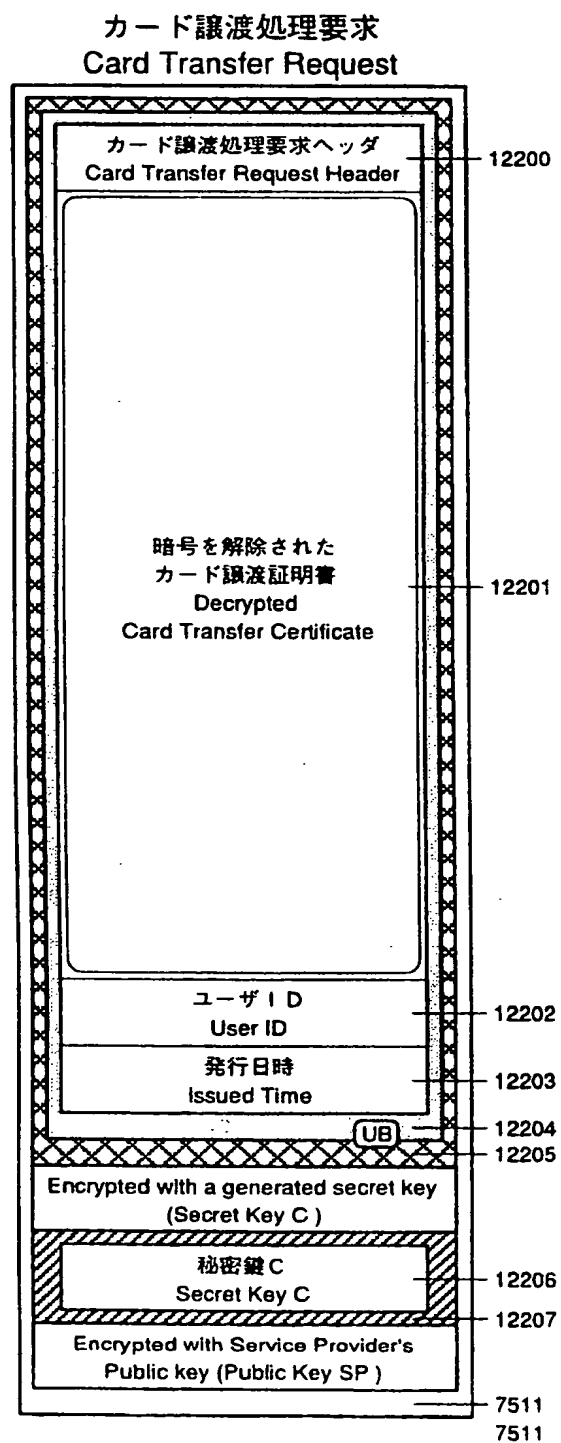 カード譲渡処理要求
Card Transfer Request
カード譲渡処理要求ヘッダ
Card Transfer Request Header
12200
暗号を解除された
カード譲渡証明書
Decrypted
Card Transfer Certificate
12201
ユーザID
User ID
12202
発行日時
Issued Time
12203
12204
UB
12205
Encrypted with a generated secret key
(Secret Key C )
秘密鍵C
Secret Key C
12206
12207
Encrypted with Service Provider's
Public key (Public Key SP )
7511
7511